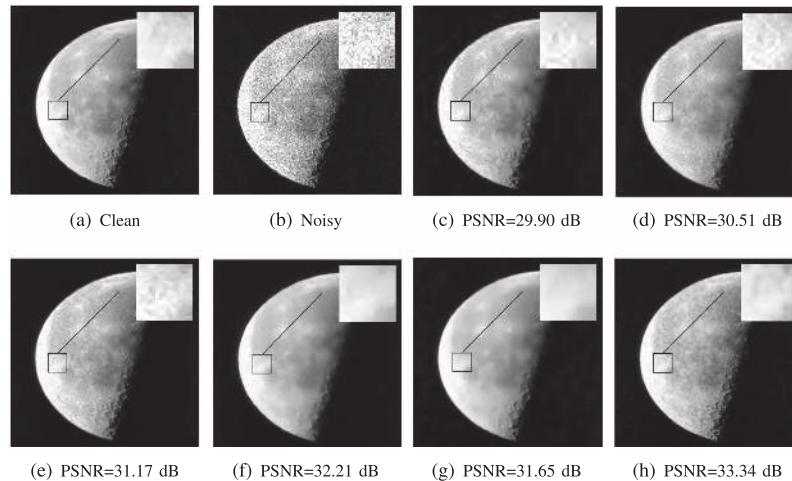 (a) Clean
(b) Noisy
(c) PSNR=29.90 dB
(d) PSNR=30.51 dB
(e) PSNR=31.17 dB
(f) PSNR=32.21 dB
(g) PSNR=31.65 dB
(h) PSNR=33.34 dB